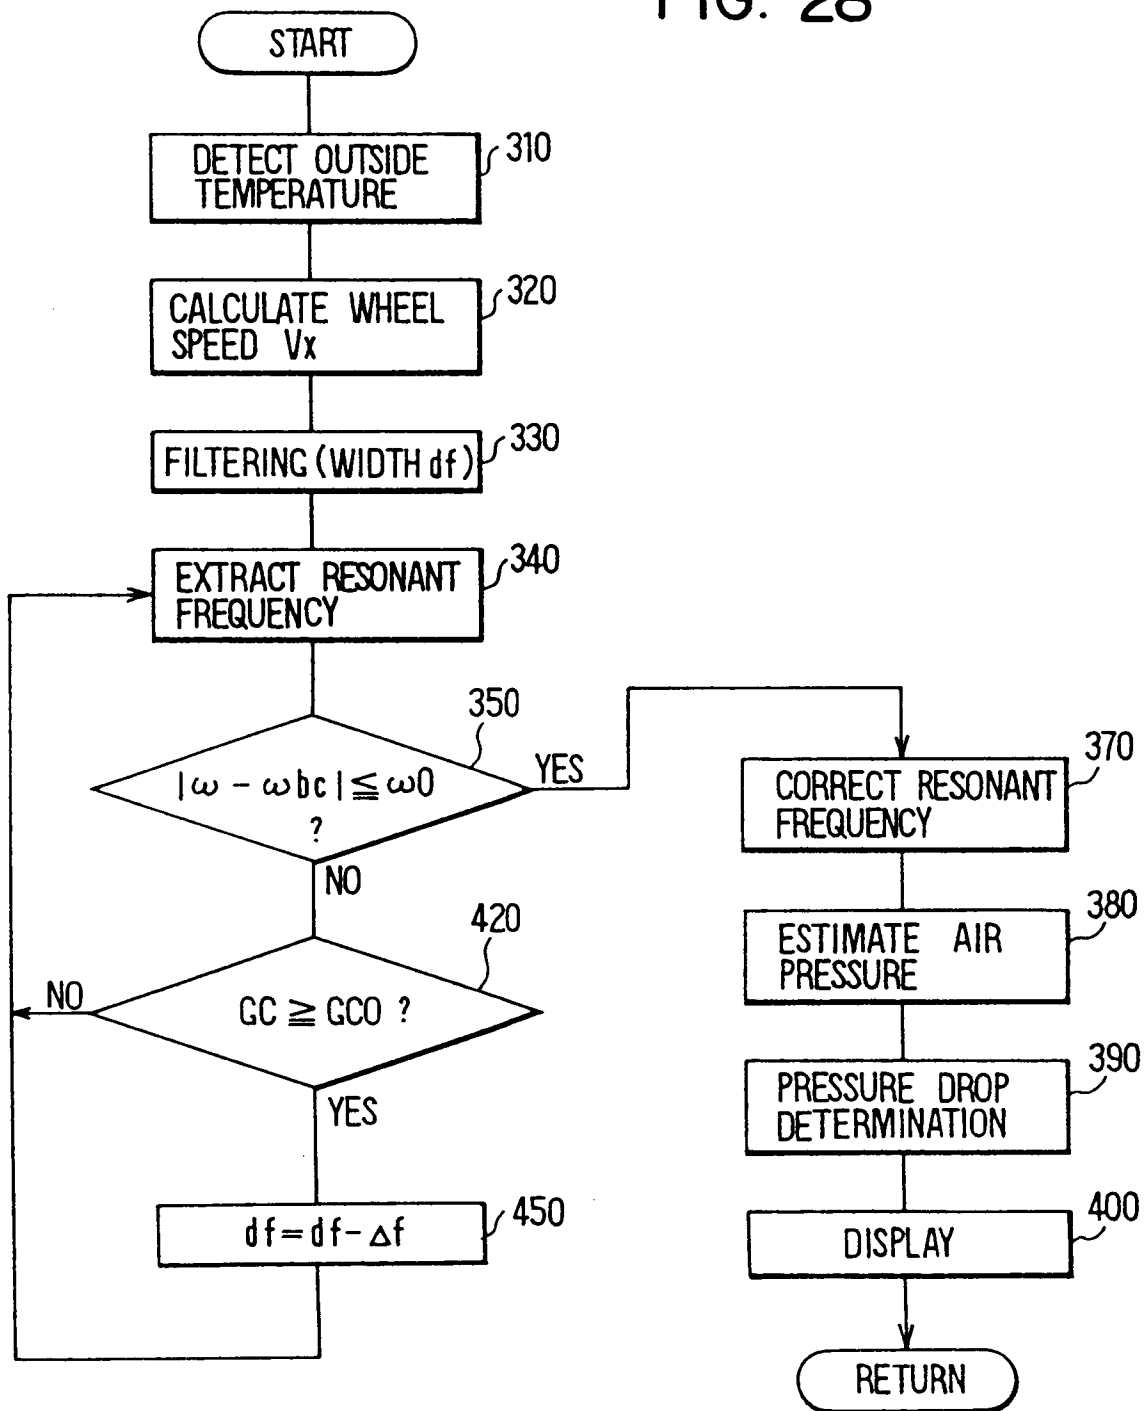 FIG. 28
START
DETECT OUTSIDE
TEMPERATURE
310
CALCULATE WHEEL
SPEED Vx
320
FILTERING (WIDTH df)
330
EXTRACT RESONANT
FREQUENCY
340
|ω - ωbc| ≦ ω0
?
350
YES
NO
GC ≧ GC0 ?
420
NO
YES
df = df - Δf
450
CORRECT RESONANT
FREQUENCY
370
ESTIMATE AIR
PRESSURE
380
PRESSURE DROP
DETERMINATION
390
DISPLAY
400
RETURN